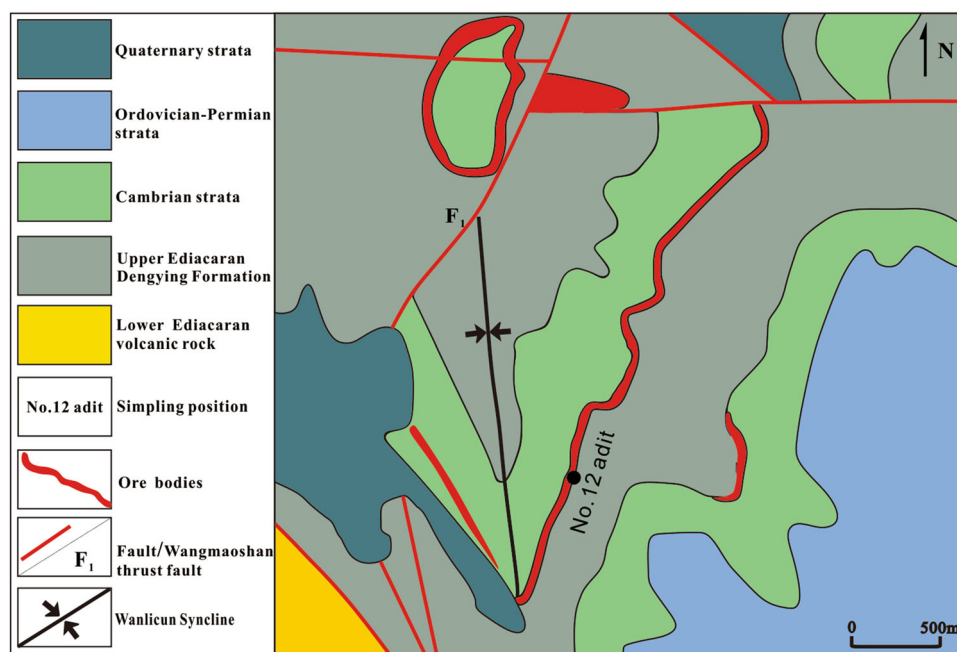 Quaternary strata
Ordovician-Permian
strata
Cambrian strata
Upper Ediacaran
Dengying Formation
Lower Ediacaran
volcanic rock
No.12 adit
Simpling position
Ore bodies
F1
Fault/Wangmaoshan
thrust fault
Wanlicun Syncline
N
F1
No.12 adit
0 500m